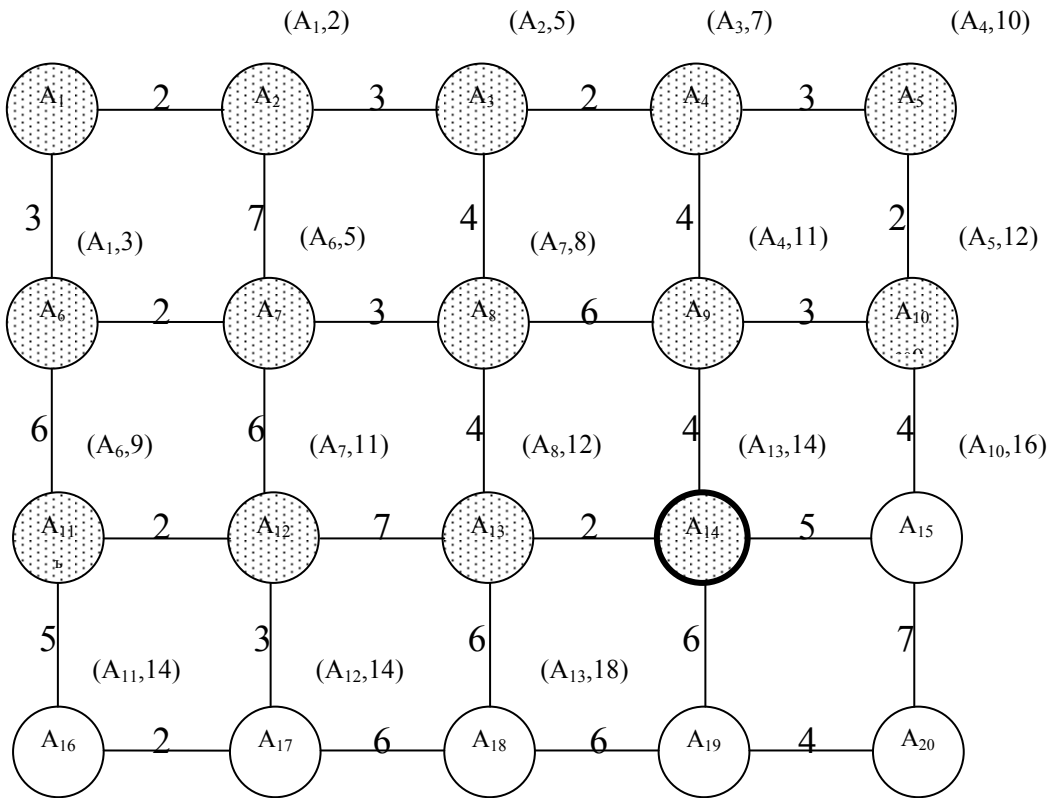 (A₁,2) (A₂,5) (A₃,7) (A₄,10)
A₁ 2 A₂ 3 A₃ 2 A₄ 3 A₅
3 7 4 4 2
(A₁,3) (A₆,5) (A₇,8) (A₄,11) (A₅,12)
A₆ 2 A₇ 3 A₈ 6 A₉ 3 A₁₀
6 6 4 4 4
(A₆,9) (A₇,11) (A₈,12) (A₁₃,14) (A₁₀,16)
A₁₁ 2 A₁₂ 7 A₁₃ 2 A₁₄ 5 A₁₅
ъ
5 3 6 6 7
(A₁₁,14) (A₁₂,14) (A₁₃,18)
A₁₆ 2 A₁₇ 6 A₁₈ 6 A₁₉ 4 A₂₀